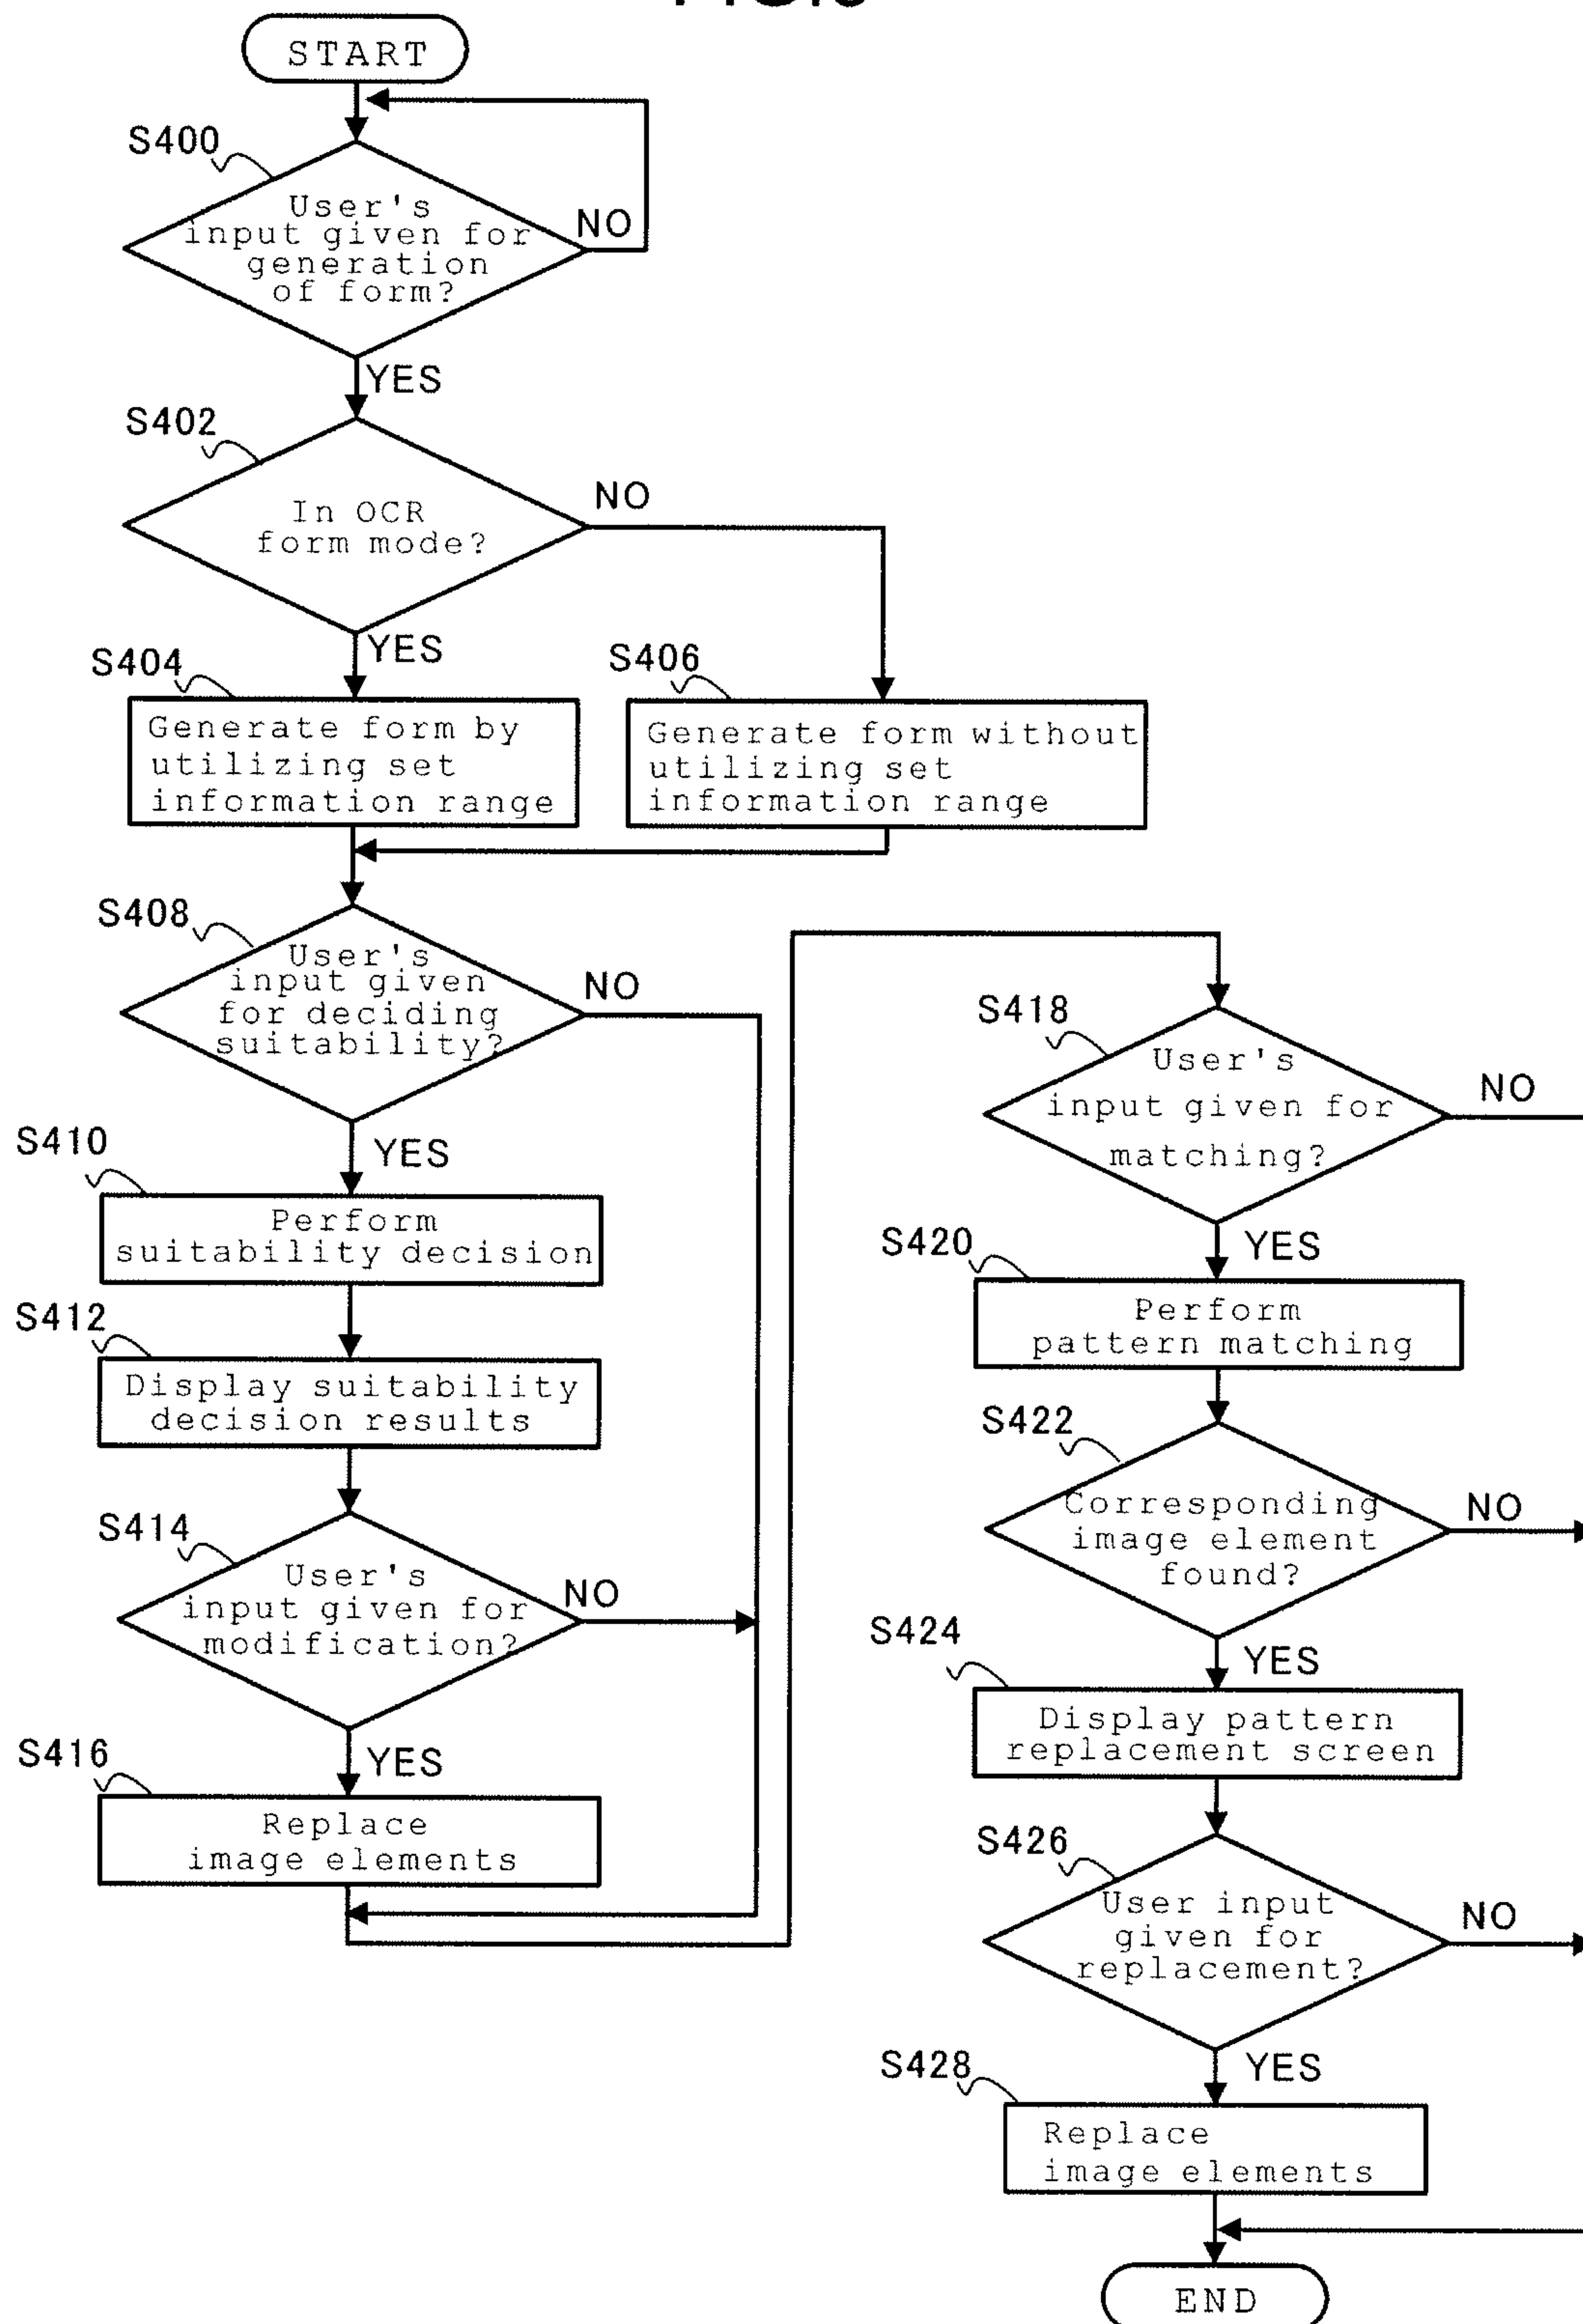 START
S400
User's
input given for
generation
of form?
NO
YES
S402
In OCR
form mode?
NO
YES
S404
Generate form by
utilizing set
information range
S406
Generate form without
utilizing set
information range
S408
User's
input given
for deciding
suitability?
NO
YES
S410
Perform
suitability decision
S412
Display suitability
decision results
S414
User's
input given for
modification?
NO
YES
S416
Replace
image elements
S418
User's
input given for
matching?
NO
YES
S420
Perform
pattern matching
S422
Corresponding
image element
found?
NO
YES
S424
Display pattern
replacement screen
S426
User input
given for
replacement?
NO
YES
S428
Replace
image elements
END